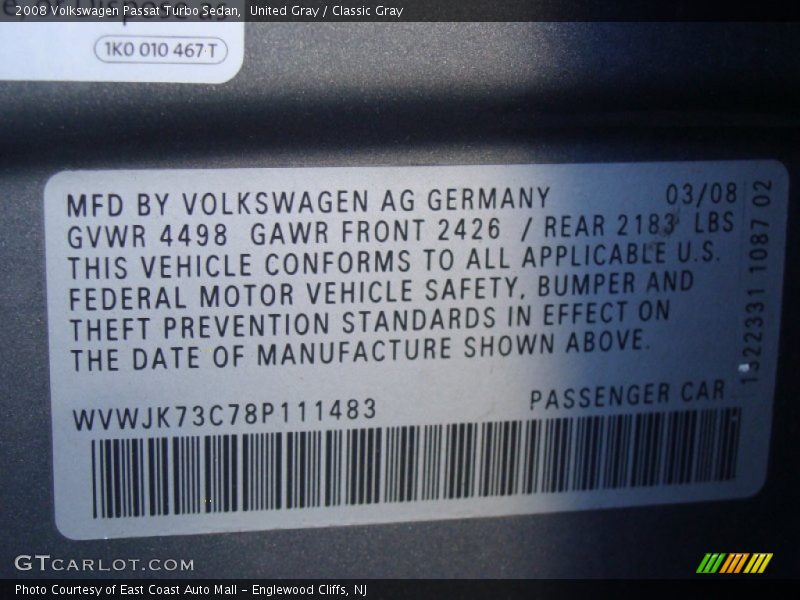 2008 Volkswagen Passat Turbo Sedan, United Gray / Classic Gray
1K0 010 467 T
MFD BY VOLKSWAGEN AG GERMANY 03/08
GVWR 4498 GAWR FRONT 2426 / REAR 2183 LBS
THIS VEHICLE CONFORMS TO ALL APPLICABLE U.S.
FEDERAL MOTOR VEHICLE SAFETY, BUMPER AND
THEFT PREVENTION STANDARDS IN EFFECT ON
THE DATE OF MANUFACTURE SHOWN ABOVE.
WVWJK73C78P111483 PASSENGER CAR
1322331 1087 02
GTCARLOT.COM
Photo Courtesy of East Coast Auto Mall - Englewood Cliffs, NJ